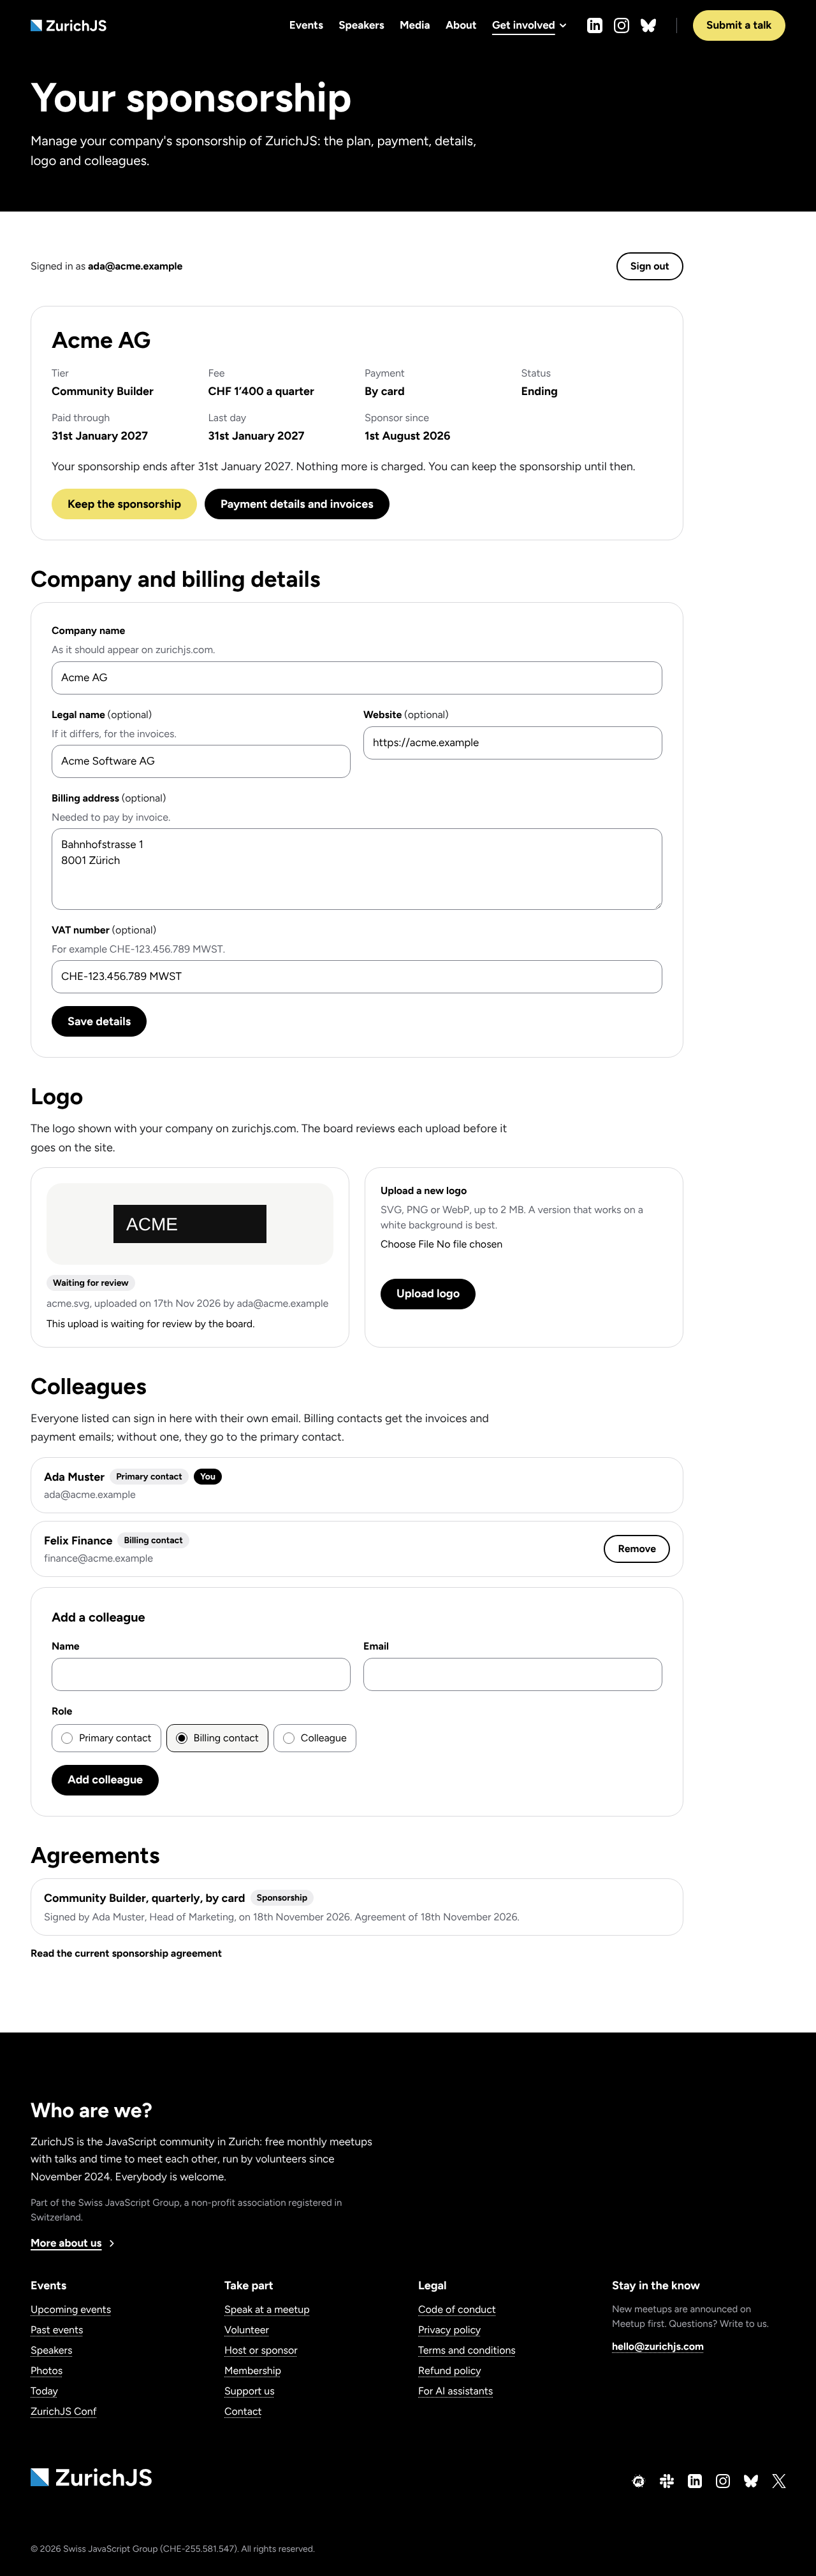 ZurichJS
Events
Speakers
Media
About
Get involved
Submit a talk
Your sponsorship
Manage your company's sponsorship of ZurichJS: the plan, payment, details,
logo and colleagues.
Signed in as ada@acme.example
Sign out
Acme AG
Tier
Fee
Payment
Status
Community Builder
CHF 1’400 a quarter
By card
Ending
Paid through
Last day
Sponsor since
31st January 2027
31st January 2027
1st August 2026
Your sponsorship ends after 31st January 2027. Nothing more is charged. You can keep the sponsorship until then.
Keep the sponsorship
Payment details and invoices
Company and billing details
Company name
As it should appear on zurichjs.com.
Acme AG
Legal name (optional)
If it differs, for the invoices.
Acme Software AG
Website (optional)
https://acme.example
Billing address (optional)
Needed to pay by invoice.
Bahnhofstrasse 1
8001 Zürich
VAT number (optional)
For example CHE-123.456.789 MWST.
CHE-123.456.789 MWST
Save details
Logo
The logo shown with your company on zurichjs.com. The board reviews each upload before it
goes on the site.
ACME
Waiting for review
acme.svg, uploaded on 17th Nov 2026 by ada@acme.example
This upload is waiting for review by the board.
Upload a new logo
SVG, PNG or WebP, up to 2 MB. A version that works on a
white background is best.
Choose File No file chosen
Upload logo
Colleagues
Everyone listed can sign in here with their own email. Billing contacts get the invoices and
payment emails; without one, they go to the primary contact.
Ada Muster
Primary contact
You
ada@acme.example
Felix Finance
Billing contact
finance@acme.example
Remove
Add a colleague
Name
Email
Role
Primary contact
Billing contact
Colleague
Add colleague
Agreements
Community Builder, quarterly, by card
Sponsorship
Signed by Ada Muster, Head of Marketing, on 18th November 2026. Agreement of 18th November 2026.
Read the current sponsorship agreement
Who are we?
ZurichJS is the JavaScript community in Zurich: free monthly meetups
with talks and time to meet each other, run by volunteers since
November 2024. Everybody is welcome.
Part of the Swiss JavaScript Group, a non-profit association registered in
Switzerland.
More about us
Events
Upcoming events
Past events
Speakers
Photos
Today
ZurichJS Conf
Take part
Speak at a meetup
Volunteer
Host or sponsor
Membership
Support us
Contact
Legal
Code of conduct
Privacy policy
Terms and conditions
Refund policy
For AI assistants
Stay in the know
New meetups are announced on
Meetup first. Questions? Write to us.
hello@zurichjs.com
ZurichJS
© 2026 Swiss JavaScript Group (CHE-255.581.547). All rights reserved.